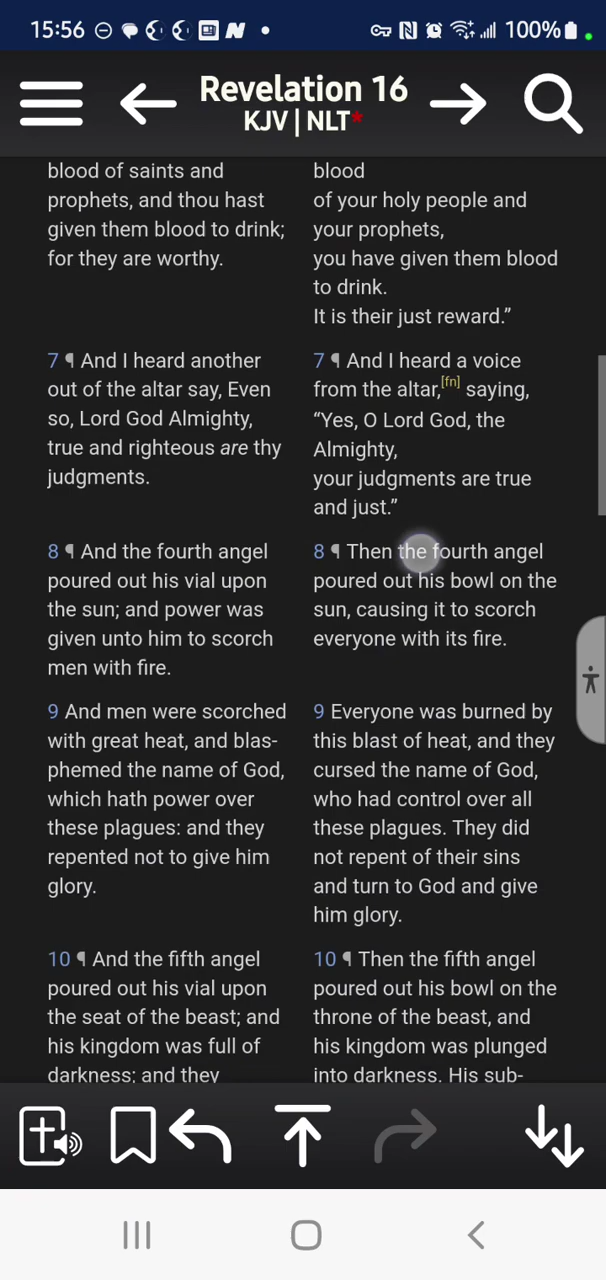 15:56
100%
Revelation 16
KJV | NLT*
blood of saints and
prophets, and thou hast
given them blood to drink;
for they are worthy.
7 ¶ And I heard another
out of the altar say, Even
so, Lord God Almighty,
true and righteous are thy
judgments.
8 ¶ And the fourth angel
poured out his vial upon
the sun; and power was
given unto him to scorch
men with fire.
9 And men were scorched
with great heat, and blas-
phemed the name of God,
which hath power over
these plagues: and they
repented not to give him
glory.
10 ¶ And the fifth angel
poured out his vial upon
the seat of the beast; and
his kingdom was full of
darkness; and they
blood
of your holy people and
your prophets,
you have given them blood
to drink.
It is their just reward.”
7 ¶ And I heard a voice
from the altar,[fn] saying,
“Yes, O Lord God, the
Almighty,
your judgments are true
and just.”
8 ¶ Then the fourth angel
poured out his bowl on the
sun, causing it to scorch
everyone with its fire.
9 Everyone was burned by
this blast of heat, and they
cursed the name of God,
who had control over all
these plagues. They did
not repent of their sins
and turn to God and give
him glory.
10 ¶ Then the fifth angel
poured out his bowl on the
throne of the beast, and
his kingdom was plunged
into darkness. His sub-